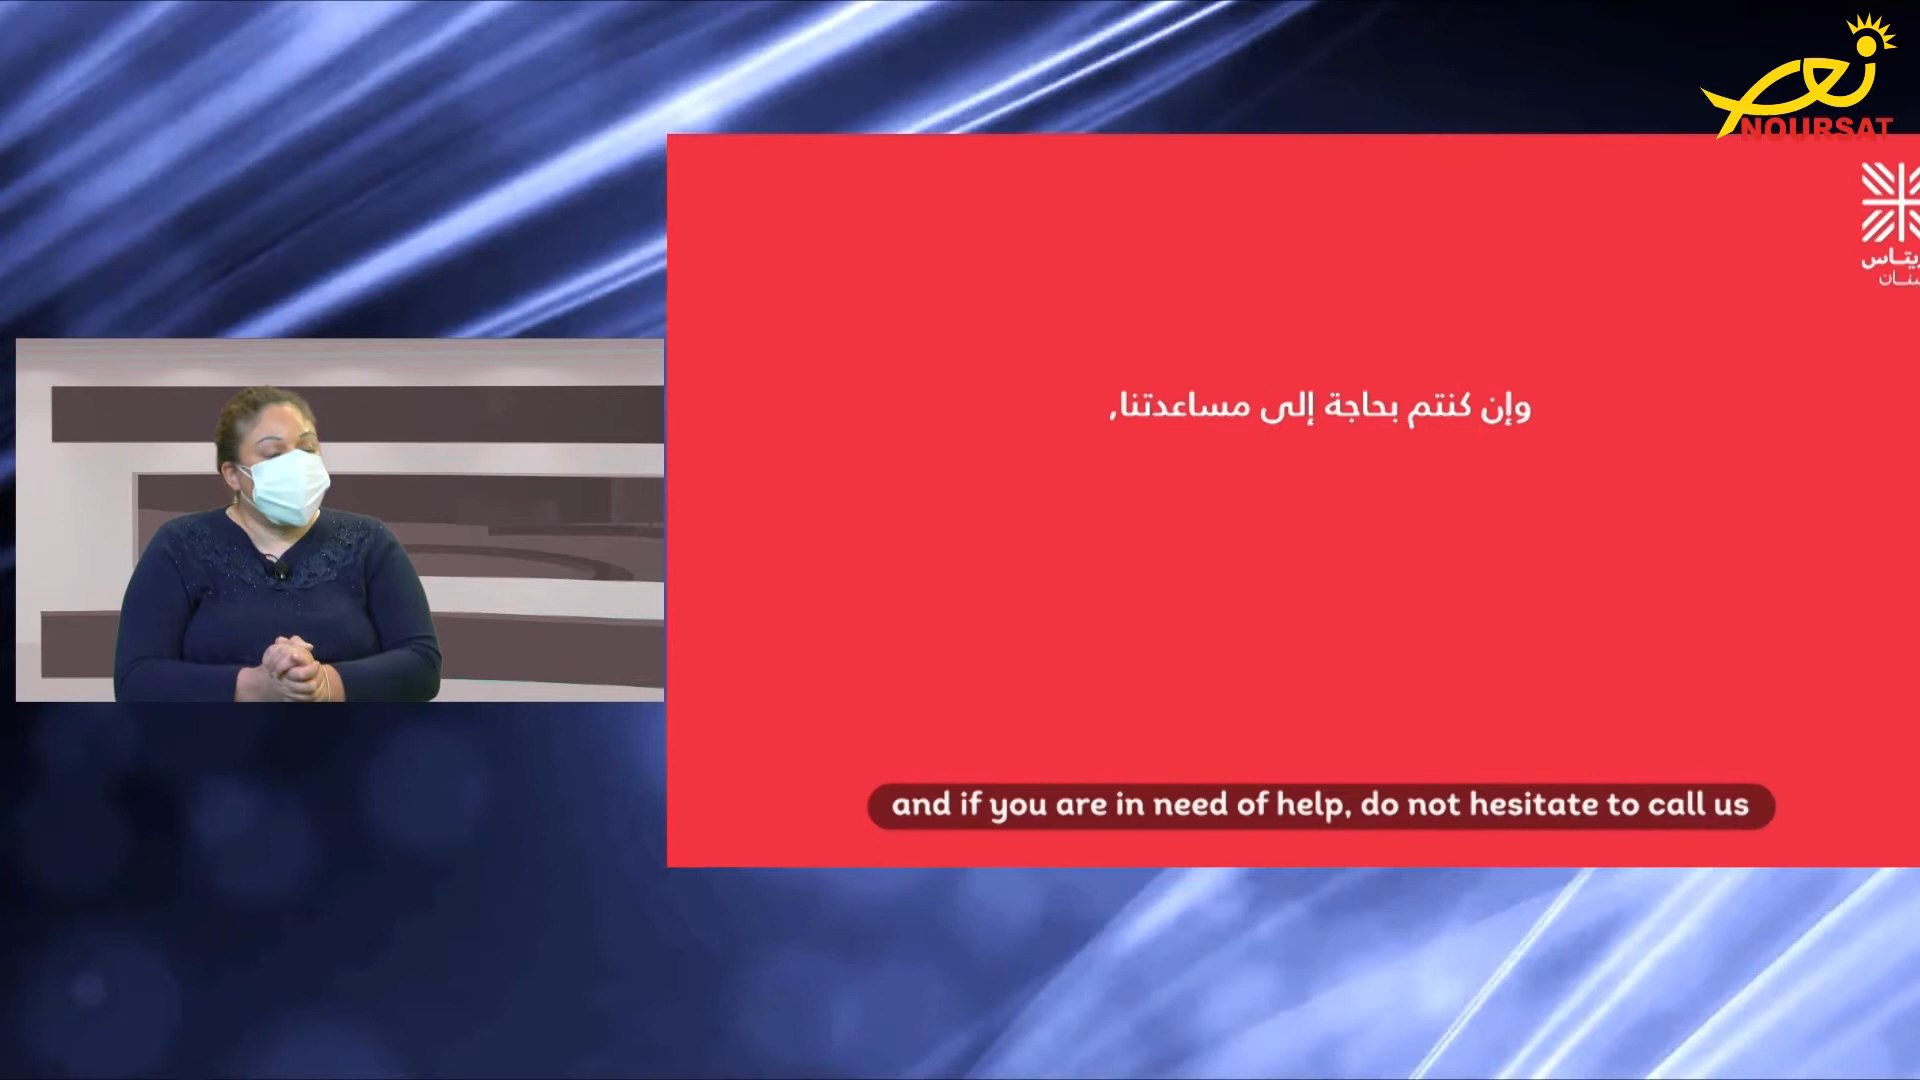 نور
NOURSAT
وإن كنتم بحاجة إلى مساعدتنا,
and if you are in need of help, do not hesitate to call us